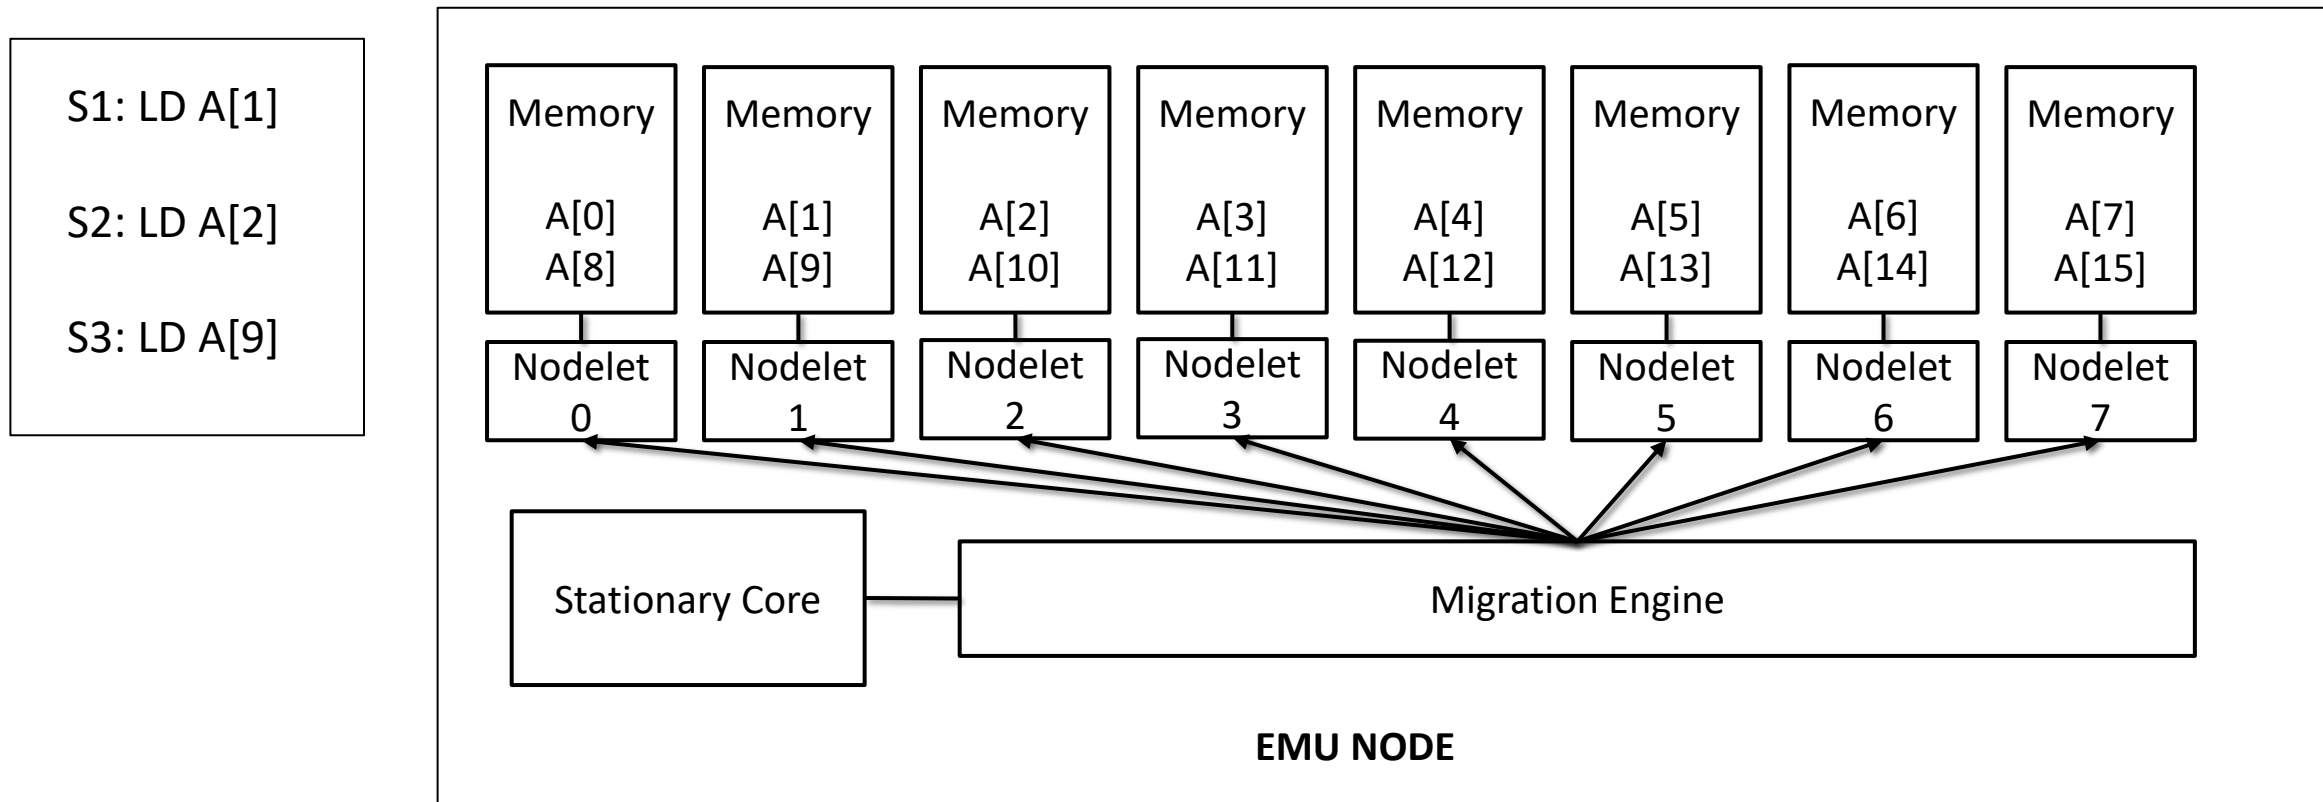 S1: LD A[1]
S2: LD A[2]
S3: LD A[9]
Memory
A[0]
A[8]
Memory
A[1]
A[9]
Memory
A[2]
A[10]
Memory
A[3]
A[11]
Memory
A[4]
A[12]
Memory
A[5]
A[13]
Memory
A[6]
A[14]
Memory
A[7]
A[15]
Nodelet
0
Nodelet
1
Nodelet
2
Nodelet
3
Nodelet
4
Nodelet
5
Nodelet
6
Nodelet
7
Stationary Core
Migration Engine
EMU NODE